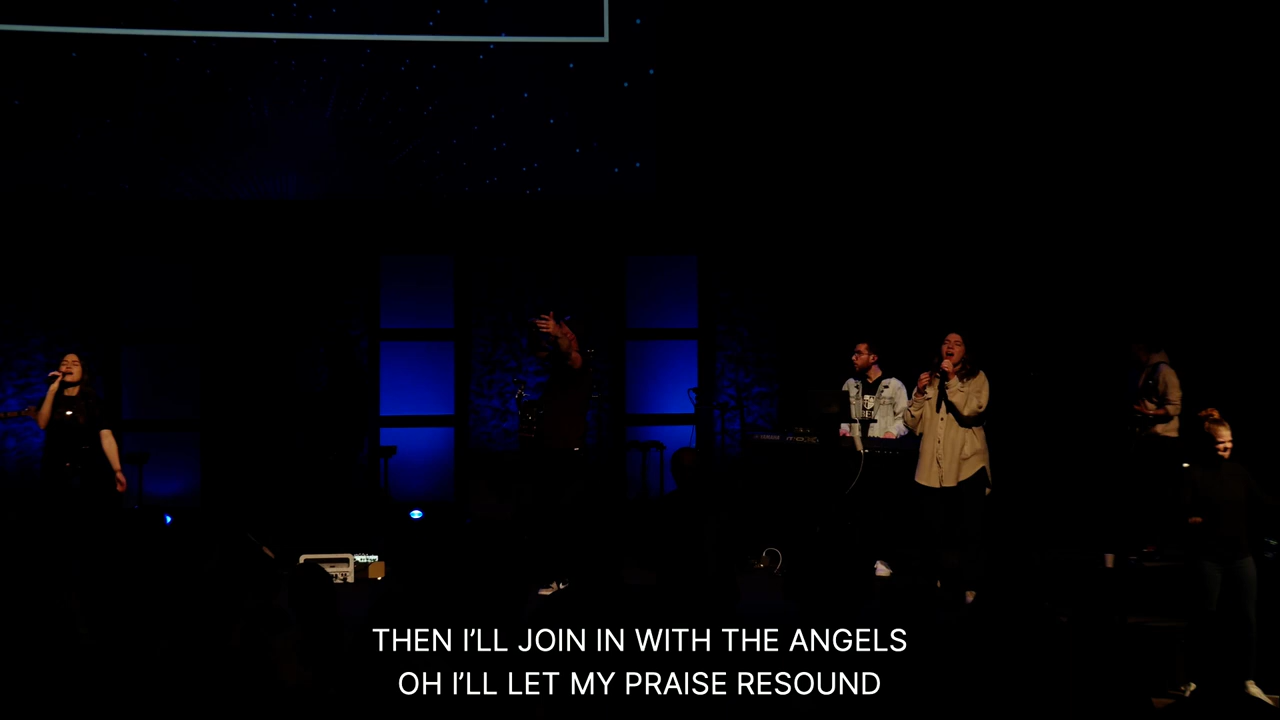 THEN I'LL JOIN IN WITH THE ANGELS
OH I'LL LET MY PRAISE RESOUND